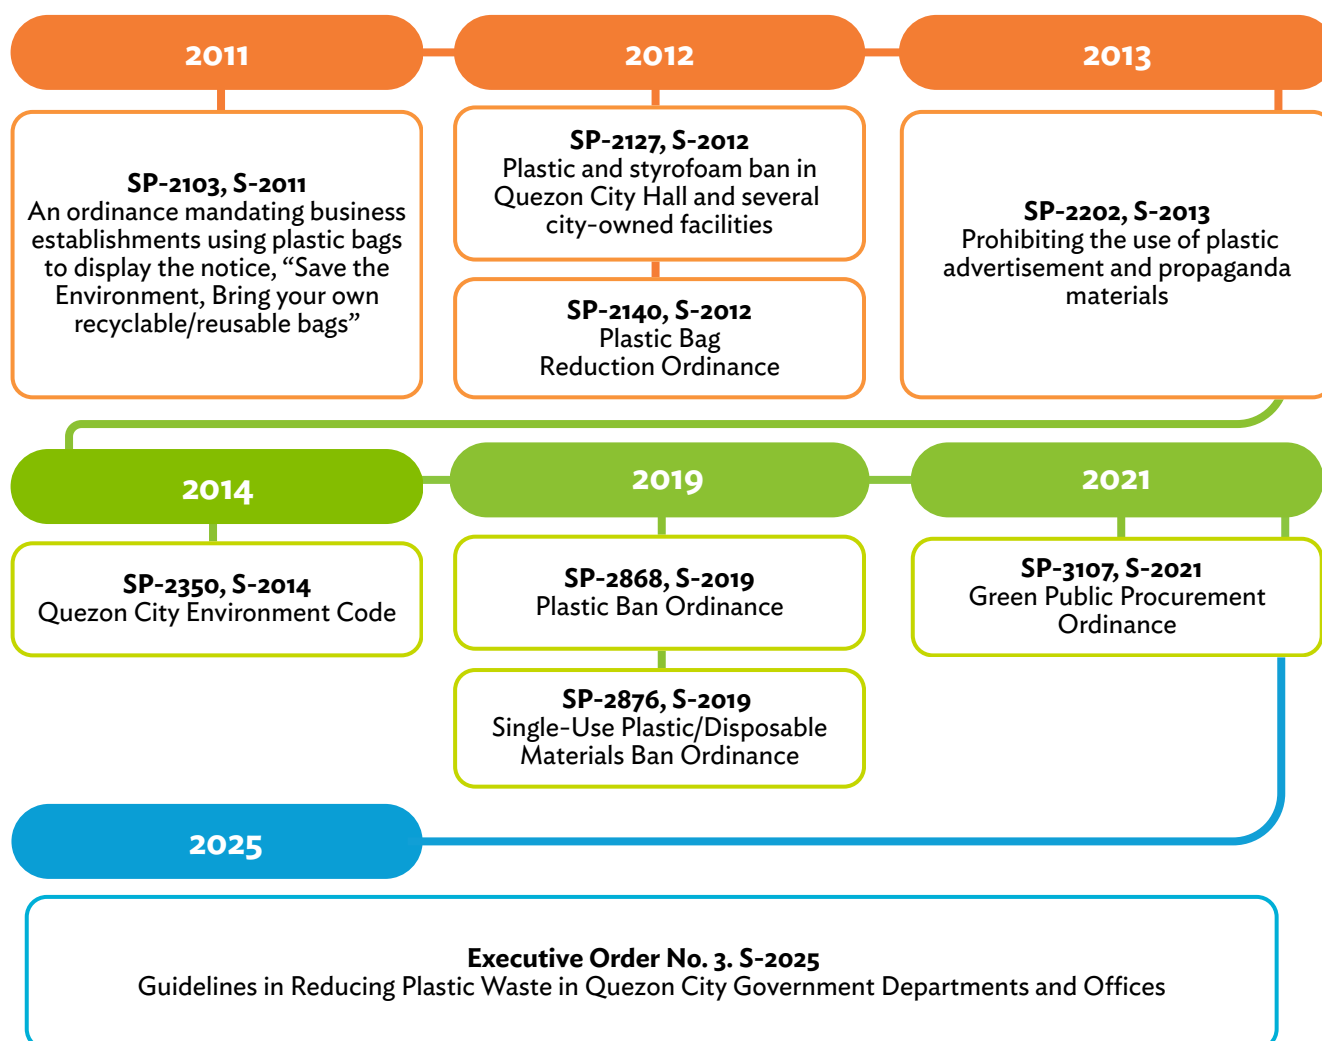 2011
2012
2013
SP-2103, S-2011
An ordinance mandating business
establishments using plastic bags
to display the notice, “Save the
Environment, Bring your own
recyclable/reusable bags”
SP-2127, S-2012
Plastic and styrofoam ban in
Quezon City Hall and several
city-owned facilities
SP-2140, S-2012
Plastic Bag
Reduction Ordinance
SP-2202, S-2013
Prohibiting the use of plastic
advertisement and propaganda
materials
2014
2019
2021
SP-2350, S-2014
Quezon City Environment Code
SP-2868, S-2019
Plastic Ban Ordinance
SP-2876, S-2019
Single-Use Plastic/Disposable
Materials Ban Ordinance
SP-3107, S-2021
Green Public Procurement
Ordinance
2025
Executive Order No. 3. S-2025
Guidelines in Reducing Plastic Waste in Quezon City Government Departments and Offices